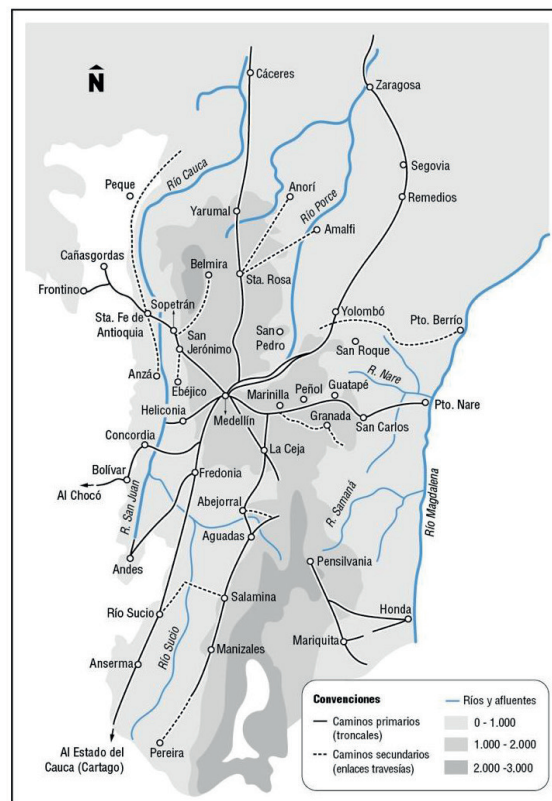 N
Cáceres
Zaragosa
Río Cauca
Segovia
Peque
Anorí
Río Porce
Remedios
Yarumal
Amalfi
Cañasgordas
Belmira
Sta. Rosa
Frontino
Sopetrán
Yolombó
Pto. Berrío
Sta. Fe de
Antioquia
San
Jerónimo
San
Pedro
San Roque
Anzá
Ebéjico
Marinilla
Peñol
Guatapé
R. Nare
Pto. Nare
Heliconia
Medellín
Granada
San Carlos
Concordia
La Ceja
Bolívar
Fredonia
Al Chocó
R. San Juan
Abejorral
R. Samaná
Río Magdalena
Aguadas
Andes
Pensilvania
Río Sucio
Salamina
Honda
Río Sucio
Mariquita
Anserma
Manizales
Al Estado del
Cauca (Cartago)
Pereira
Convenciones
Caminos primarios
(troncales)
Caminos secundarios
(enlaces travesías)
Ríos y afluentes
0 - 1.000
1.000 - 2.000
2.000 -3.000